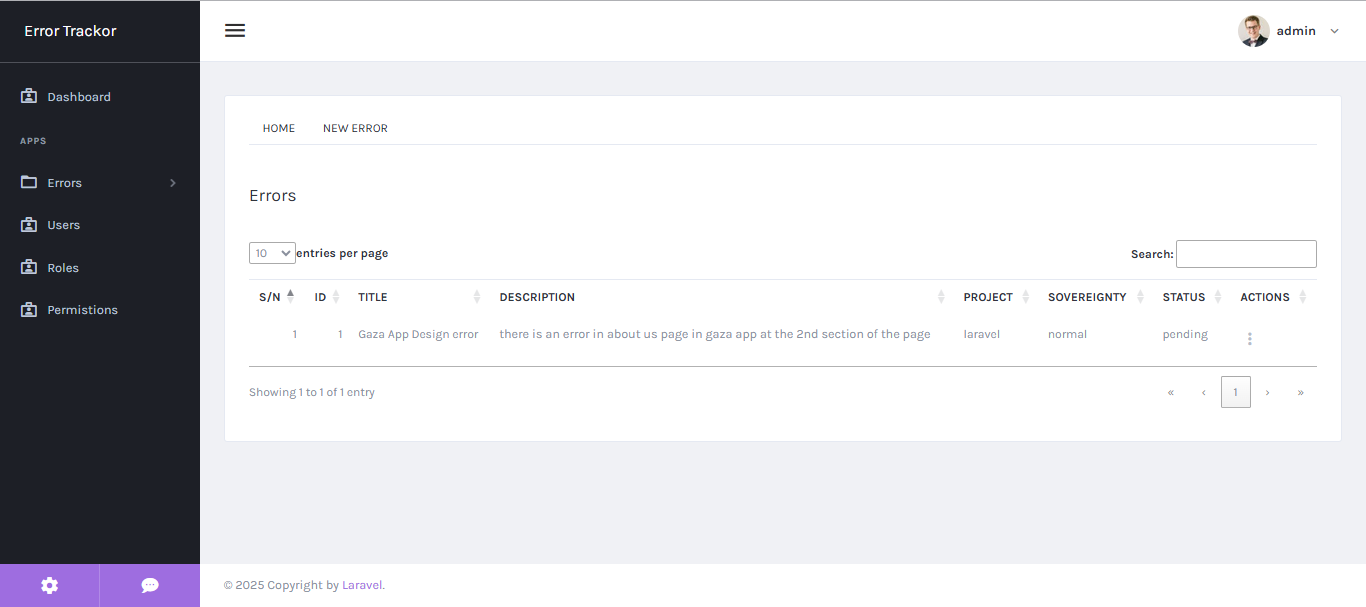 Error Trackor
admin
Dashboard
APPS
Errors
Users
Roles
Permistions
HOME NEW ERROR
Errors
10 entries per page
Search:
S/N ID TITLE DESCRIPTION PROJECT SOVEREIGNTY STATUS ACTIONS
1 1 Gaza App Design error there is an error in about us page in gaza app at the 2nd section of the page laravel normal pending
Showing 1 to 1 of 1 entry
« ‹ 1 › »
© 2025 Copyright by Laravel.